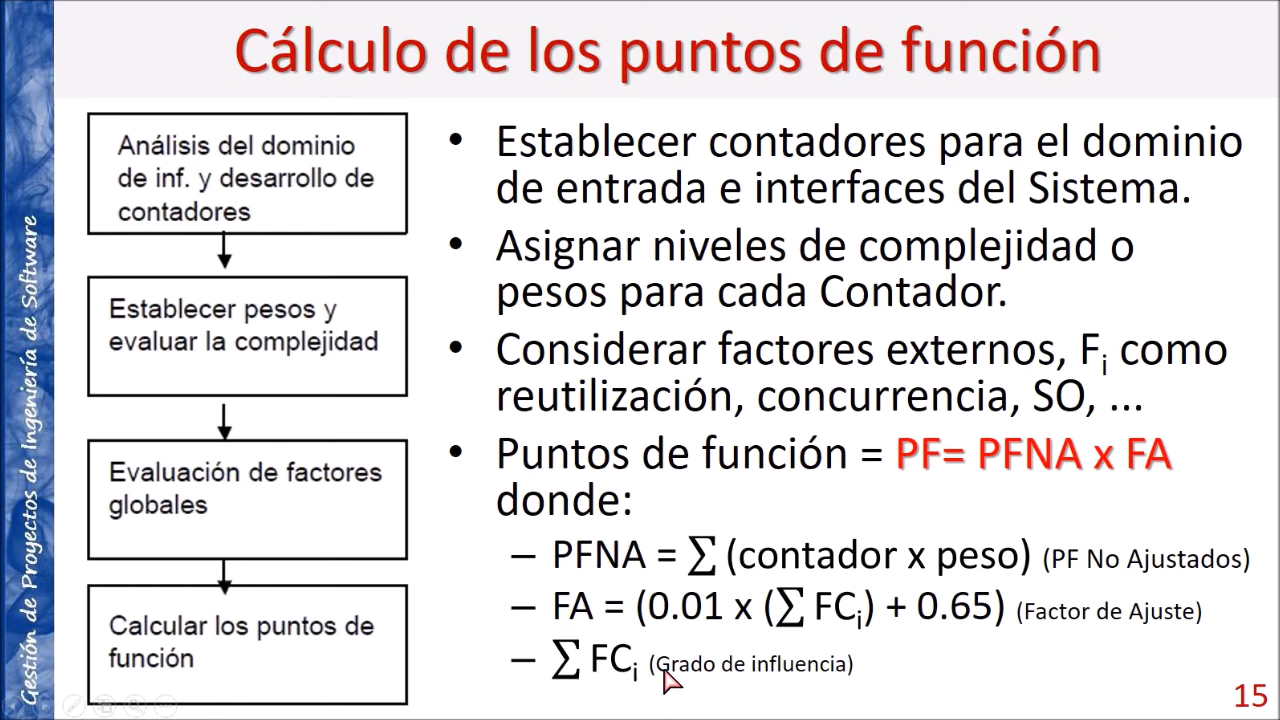 Cálculo de los puntos de función
Gestión de Proyectos de Ingeniería de Software
Análisis del dominio
de inf. y desarrollo de
contadores
Establecer pesos y
evaluar la complejidad
Evaluación de factores
globales
Calcular los puntos de
función
• Establecer contadores para el dominio
de entrada e interfaces del Sistema.
• Asignar niveles de complejidad o
pesos para cada Contador.
• Considerar factores externos, Fi como
reutilización, concurrencia, SO, ...
• Puntos de función = PF= PFNA x FA
donde:
– PFNA = ∑ (contador x peso) (PF No Ajustados)
– FA = (0.01 x (∑ FCi) + 0.65) (Factor de Ajuste)
– ∑ FCi (Grado de influencia)
15